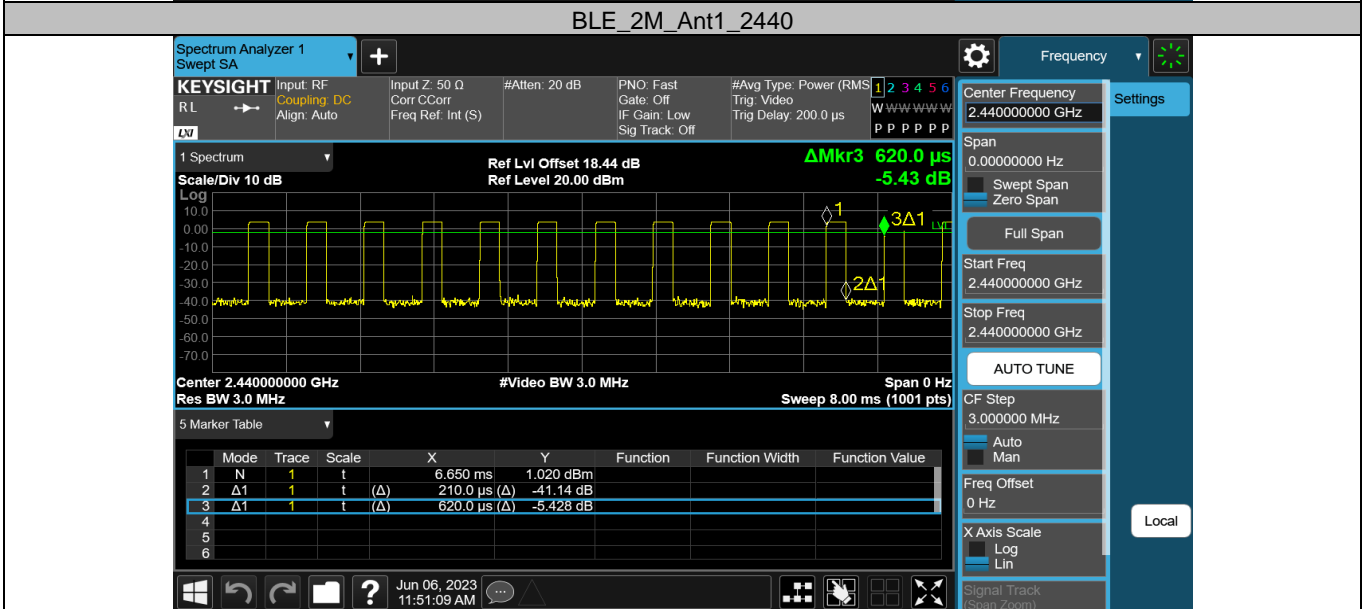 BLE_2M_Ant1_2440
Spectrum Analyzer 1
Swept SA
Frequency
KEYSIGHT Input: RF
R L Coupling: DC
Align: Auto
LXI
Input Z: 50 Ω
Corr CCorr
Freq Ref: Int (S)
#Atten: 20 dB
PNO: Fast
Gate: Off
IF Gain: Low
Sig Track: Off
#Avg Type: Power (RMS
Trig: Video
Trig Delay: 200.0 µs
1 2 3 4 5 6
W W W W W W
P P P P P P
1 Spectrum
Scale/Div 10 dB
Ref Lvl Offset 18.44 dB
Ref Level 20.00 dBm
ΔMkr3 620.0 µs
-5.43 dB
Log
10.0
0.00
-10.0
-20.0
-30.0
-40.0
-50.0
-60.0
-70.0
1
3Δ1
2Δ1
Center 2.440000000 GHz
Res BW 3.0 MHz
#Video BW 3.0 MHz
Span 0 Hz
Sweep 8.00 ms (1001 pts)
5 Marker Table
Mode Trace Scale X Y Function Function Width Function Value
1 N 1 t 6.650 ms 1.020 dBm
2 Δ1 1 t (Δ) 210.0 µs (Δ) -41.14 dB
3 Δ1 1 t (Δ) 620.0 µs (Δ) -5.428 dB
4
5
6
Jun 06, 2023
11:51:09 AM
Center Frequency
2.440000000 GHz
Settings
Span
0.00000000 Hz
Swept Span
Zero Span
Full Span
Start Freq
2.440000000 GHz
Stop Freq
2.440000000 GHz
AUTO TUNE
CF Step
3.000000 MHz
Auto
Man
Freq Offset
0 Hz
X Axis Scale
Log
Lin
Local
Signal Track
(Span Zoom)